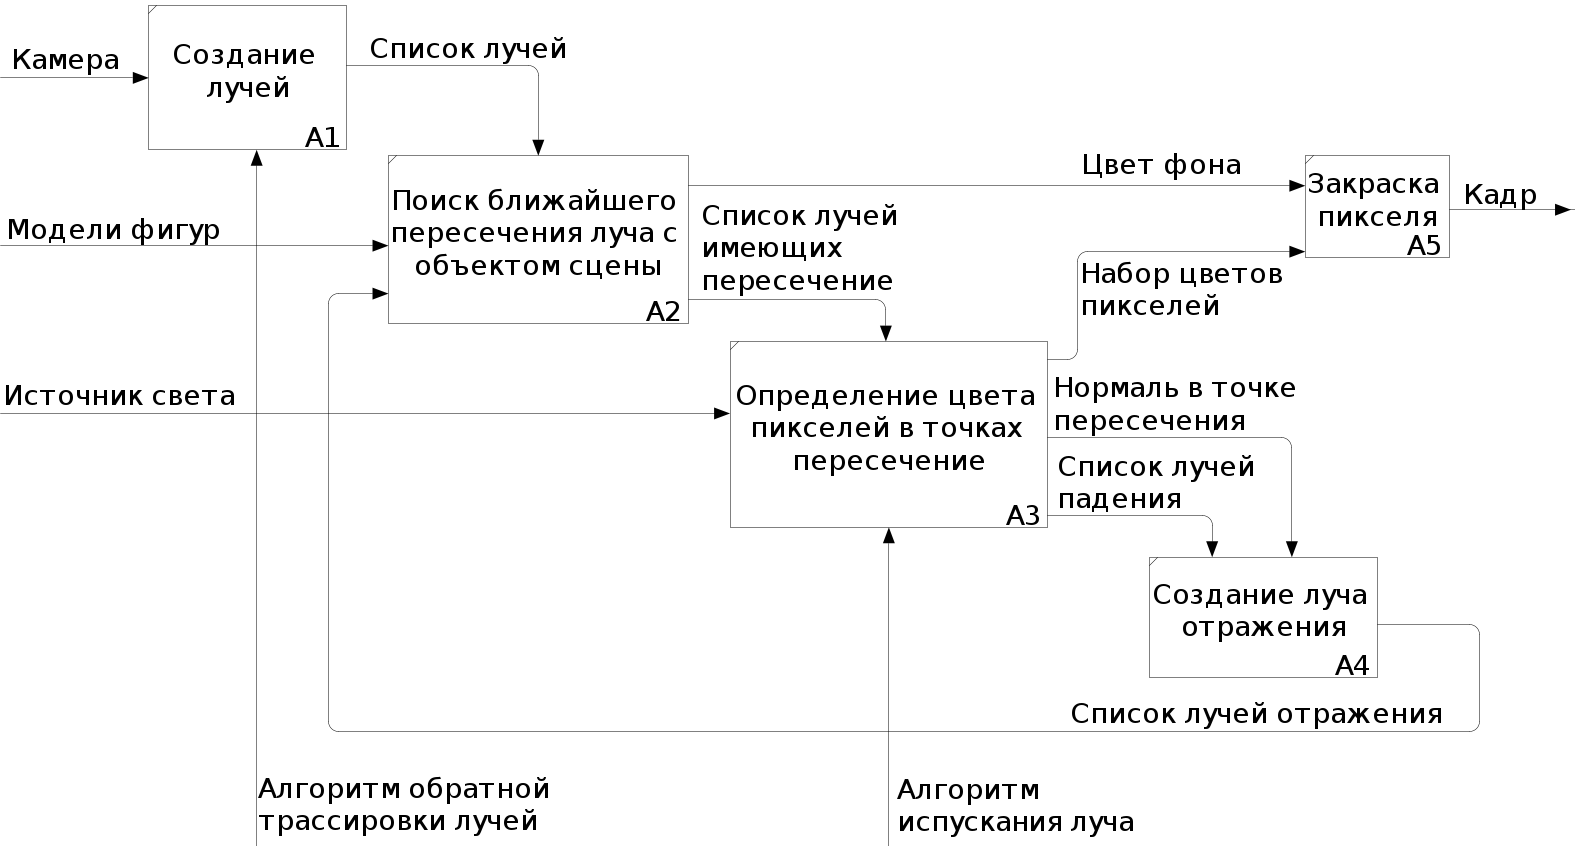 Камера
Создание
лучей
A1
Список лучей
Модели фигур
Поиск ближайшего
пересечения луча с
объектом сцены
A2
Цвет фона
Закраска
пикселя
A5
Кадр
Список лучей
имеющих
пересечение
Набор цветов
пикселей
Источник света
Определение цвета
пикселей в точках
пересечение
A3
Нормаль в точке
пересечения
Список лучей
падения
Создание луча
отражения
A4
Список лучей отражения
Алгоритм обратной
трассировки лучей
Алгоритм
испускания луча